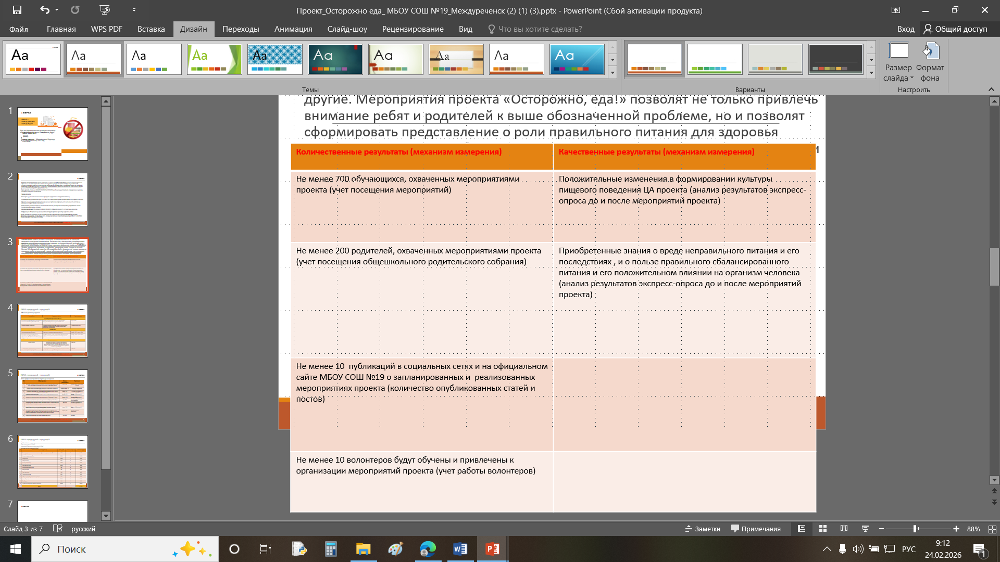 Проект_Осторожно еда_ МБОУ СОШ №19_Междуреченск (2) (1) (3).pptx - PowerPoint (Сбой активации продукта)
Файл Главная WPS PDF Вставка Дизайн Переходы Анимация Слайд-шоу Рецензирование Вид Что вы хотите сделать? Вход Общий доступ
Aa Aa Aa Aa Aa Aa Aa Aa Aa Aa
Размер слайда
Формат фона
Темы Варианты Настроить
другие. Мероприятия проекта «Осторожно, еда!» позволят не только привлечь
внимание ребят и родителей к выше обозначенной проблеме, но и позволят
сформировать представление о роли правильного питания для здоровья
Количественные результаты (механизм измерения)
Качественные результаты (механизм измерения)
Не менее 700 обучающихся, охваченных мероприятиями
проекта (учет посещения мероприятий)
Положительные изменения в формировании культуры
пищевого поведения ЦА проекта (анализ результатов экспресс-
опроса до и после мероприятий проекта)
Не менее 200 родителей, охваченных мероприятиями проекта
(учет посещения общешкольного родительского собрания)
Приобретенные знания о вреде неправильного питания и его
последствиях , и о пользе правильного сбалансированного
питания и его положительном влиянии на организм человека
(анализ результатов экспресс-опроса до и после мероприятий
проекта)
Не менее 10  публикаций в социальных сетях и на официальном
сайте МБОУ СОШ №19 о запланированных и  реализованных
мероприятиях проекта (количество опубликованных статей и
постов)
Не менее 10 волонтеров будут обучены и привлечены к
организации мероприятий проекта (учет работы волонтеров)
1
ЕВРАЗ
2
3
4
5
6
7
ЕВРАЗ
Слайд 3 из 7 русский Заметки Примечания 88%
Поиск
РУС
9:12
24.02.2026
1